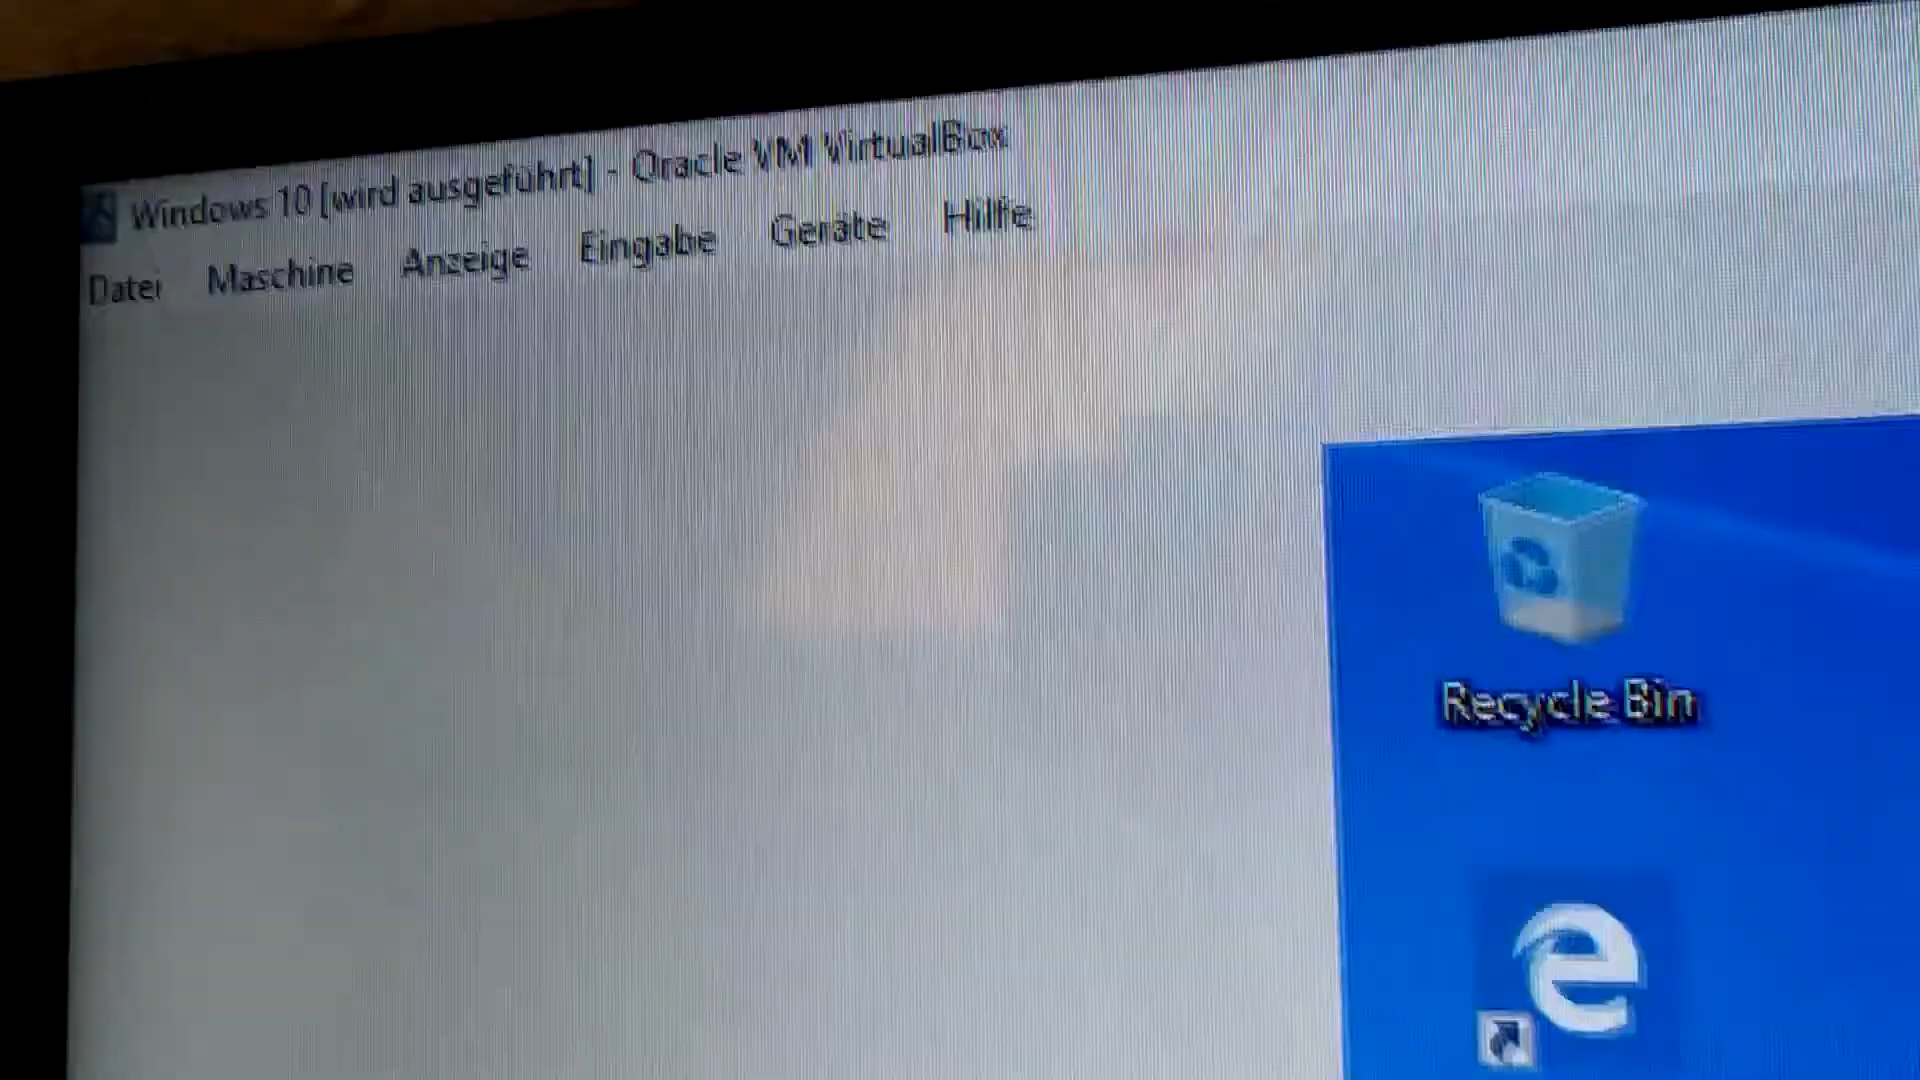 Windows 10 [wird ausgeführt] - Oracle VM VirtualBox
Datei Maschine Anzeige Eingabe Geräte Hilfe
Recycle Bin